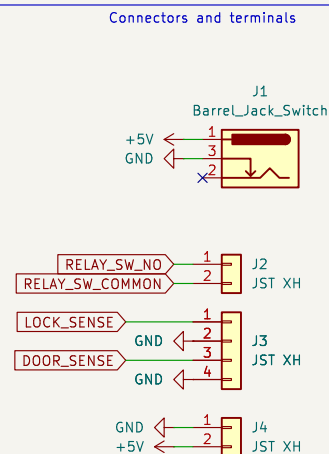 Connectors and terminals
J1
Barrel_Jack_Switch
+5V 1
GND 3
2
RELAY_SW_NO 1 J2
RELAY_SW_COMMON 2 JST XH
LOCK_SENSE 1
GND 2 J3
DOOR_SENSE 3 JST XH
GND 4
GND 1 J4
+5V 2 JST XH